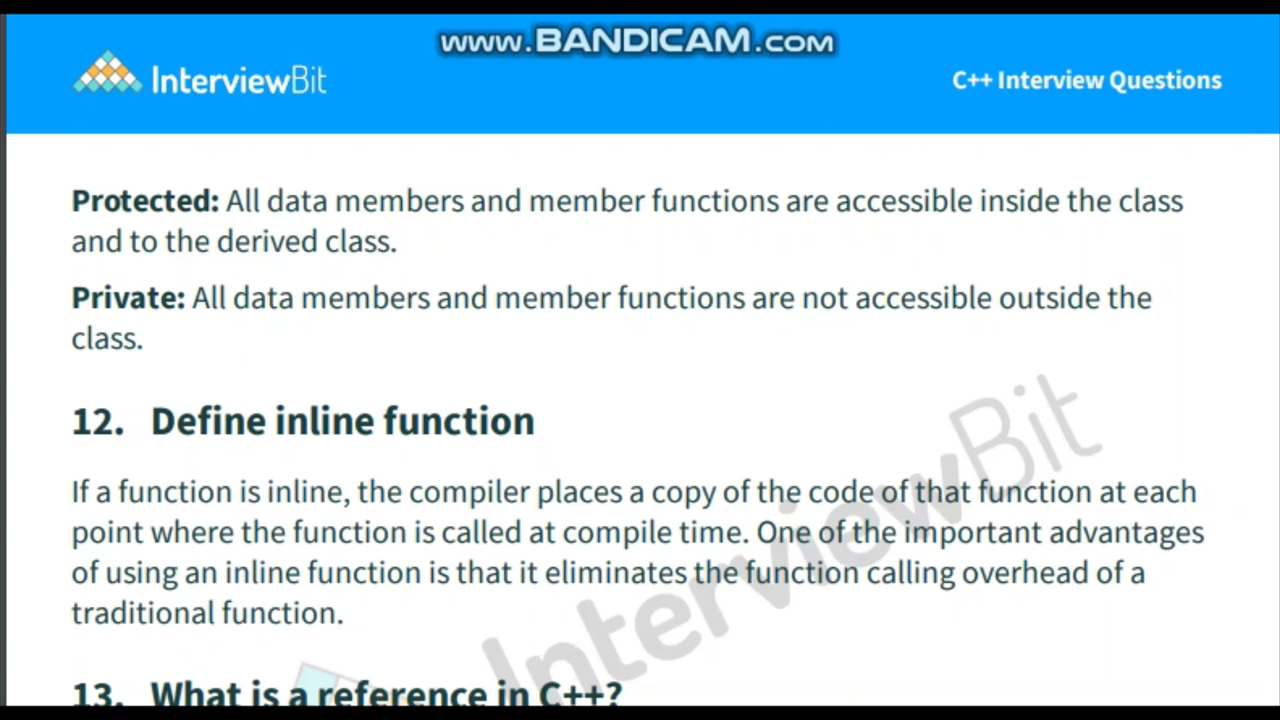 www.BANDICAM.COM
InterviewBit
C++ Interview Questions
Protected: All data members and member functions are accessible inside the class
and to the derived class.
Private: All data members and member functions are not accessible outside the
class.
12. Define inline function
If a function is inline, the compiler places a copy of the code of that function at each
point where the function is called at compile time. One of the important advantages
of using an inline function is that it eliminates the function calling overhead of a
traditional function.
InterviewBit
13. What is a reference in C++?